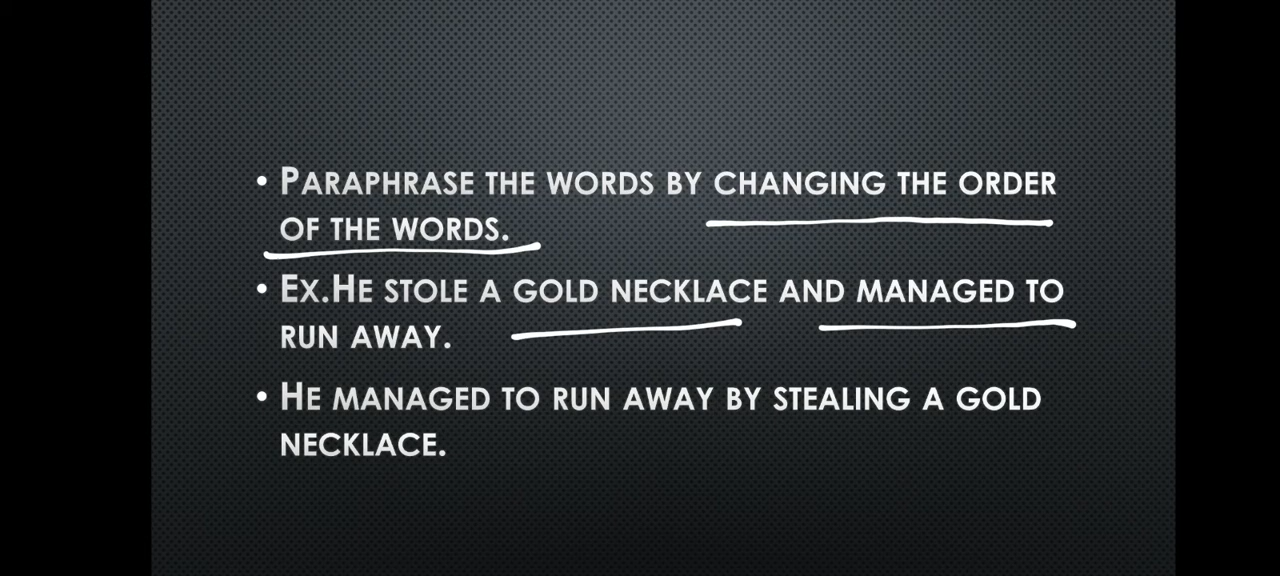 • PARAPHRASE THE WORDS BY CHANGING THE ORDER
OF THE WORDS.
• EX.HE STOLE A GOLD NECKLACE AND MANAGED TO
RUN AWAY.
• HE MANAGED TO RUN AWAY BY STEALING A GOLD
NECKLACE.